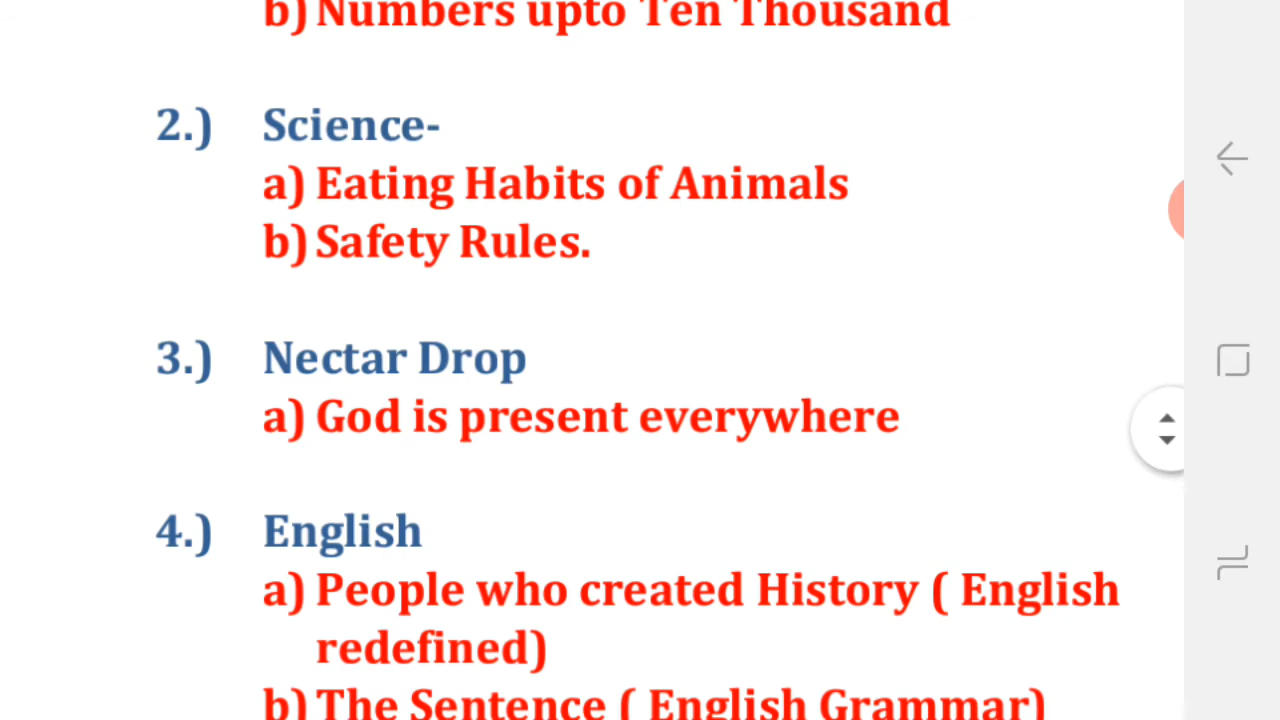 b) Numbers upto Ten Thousand
2.) Science-
a) Eating Habits of Animals
b) Safety Rules.
3.) Nectar Drop
a) God is present everywhere
4.) English
a) People who created History ( English
redefined)
b) The Sentence ( English Grammar)